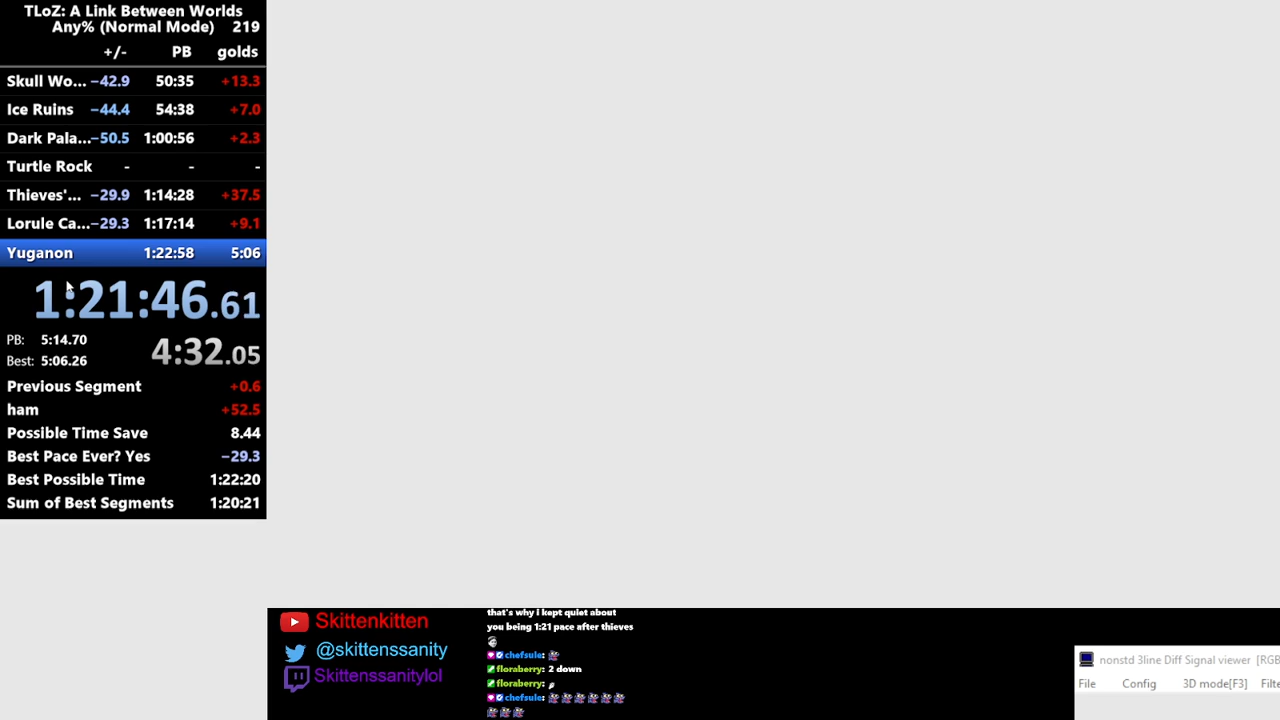 TLoZ: A Link Between Worlds
Any% (Normal Mode) 219
+/- PB golds
Skull Wo... −42.9 50:35 +13.3
Ice Ruins −44.4 54:38 +7.0
Dark Pala... −50.5 1:00:56 +2.3
Turtle Rock - - -
Thieves'... −29.9 1:14:28 +37.5
Lorule Ca... −29.3 1:17:14 +9.1
Yuganon 1:22:58 5:06
1:21:46.61
PB: 5:14.70
4:32.05
Best: 5:06.26
Previous Segment +0.6
ham +52.5
Possible Time Save 8.44
Best Pace Ever? Yes −29.3
Best Possible Time 1:22:20
Sum of Best Segments 1:20:21
Skittenkitten
@skittenssanity
Skittenssanitylol
that's why i kept quiet about
you being 1:21 pace after thieves
chefsule:
floraberry: 2 down
floraberry:
chefsule:
nonstd 3line Diff Signal viewer [RGB
File Config 3D mode[F3] Filte